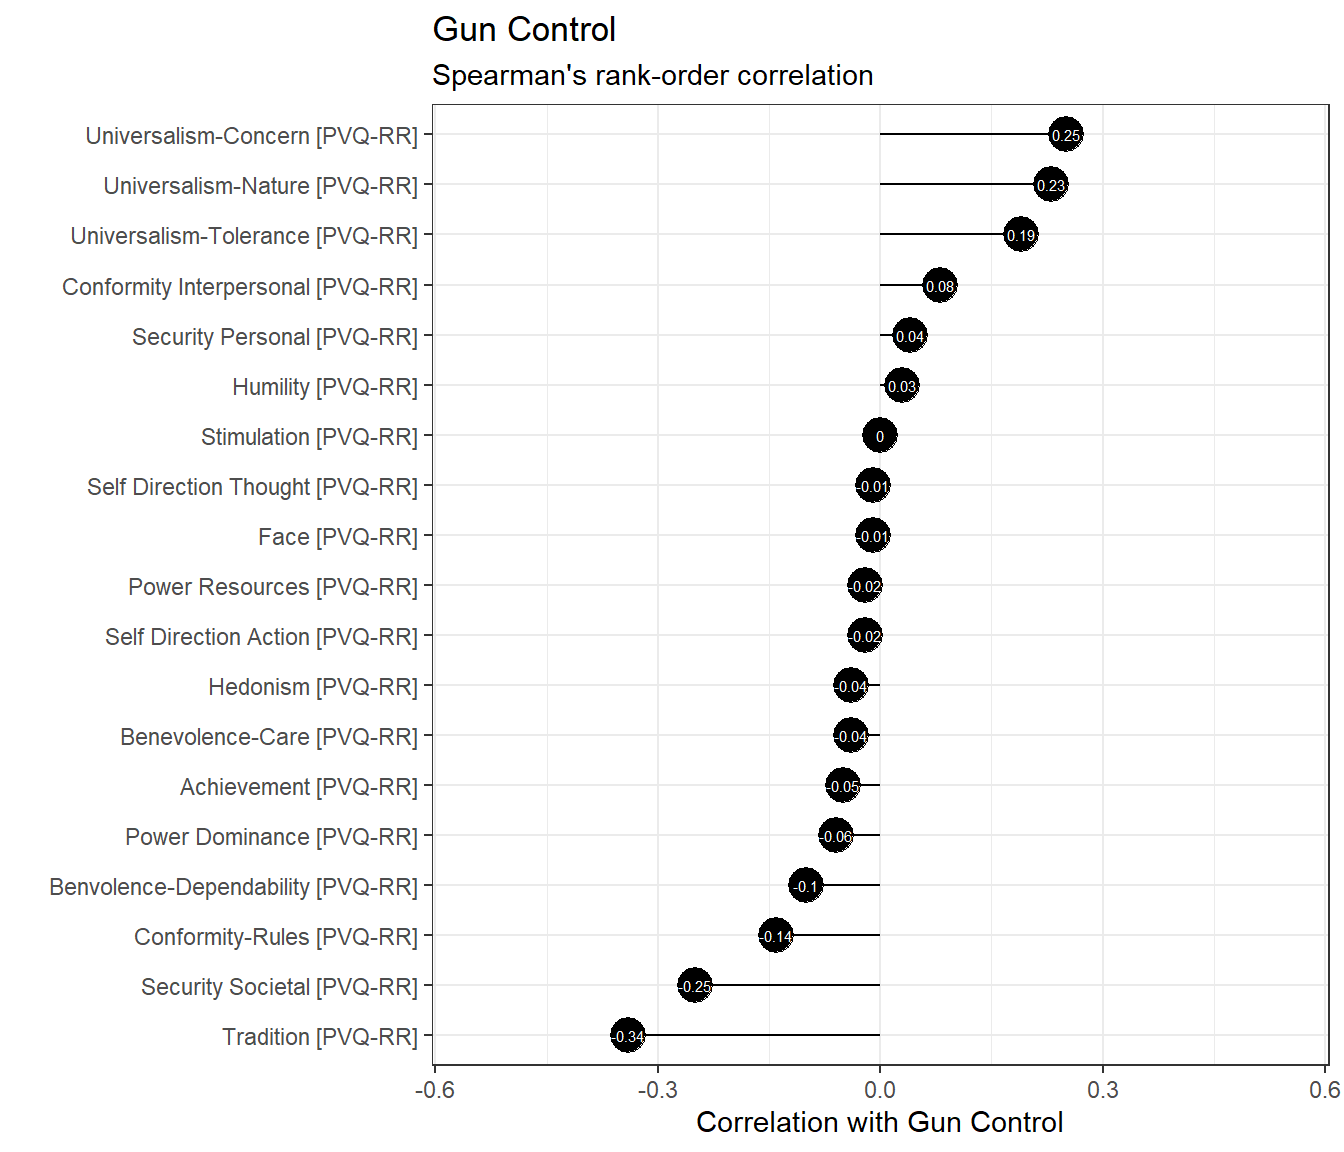 Gun Control
Spearman's rank-order correlation
Universalism-Concern [PVQ-RR] 0.25
Universalism-Nature [PVQ-RR] 0.23
Universalism-Tolerance [PVQ-RR] 0.19
Conformity Interpersonal [PVQ-RR] 0.08
Security Personal [PVQ-RR] 0.04
Humility [PVQ-RR] 0.03
Stimulation [PVQ-RR] 0
Self Direction Thought [PVQ-RR] -0.01
Face [PVQ-RR] -0.01
Power Resources [PVQ-RR] -0.02
Self Direction Action [PVQ-RR] -0.02
Hedonism [PVQ-RR] -0.04
Benevolence-Care [PVQ-RR] -0.04
Achievement [PVQ-RR] -0.05
Power Dominance [PVQ-RR] -0.06
Benvolence-Dependability [PVQ-RR] -0.1
Conformity-Rules [PVQ-RR] -0.14
Security Societal [PVQ-RR] -0.25
Tradition [PVQ-RR] -0.34
-0.6 -0.3 0.0 0.3 0.6
Correlation with Gun Control